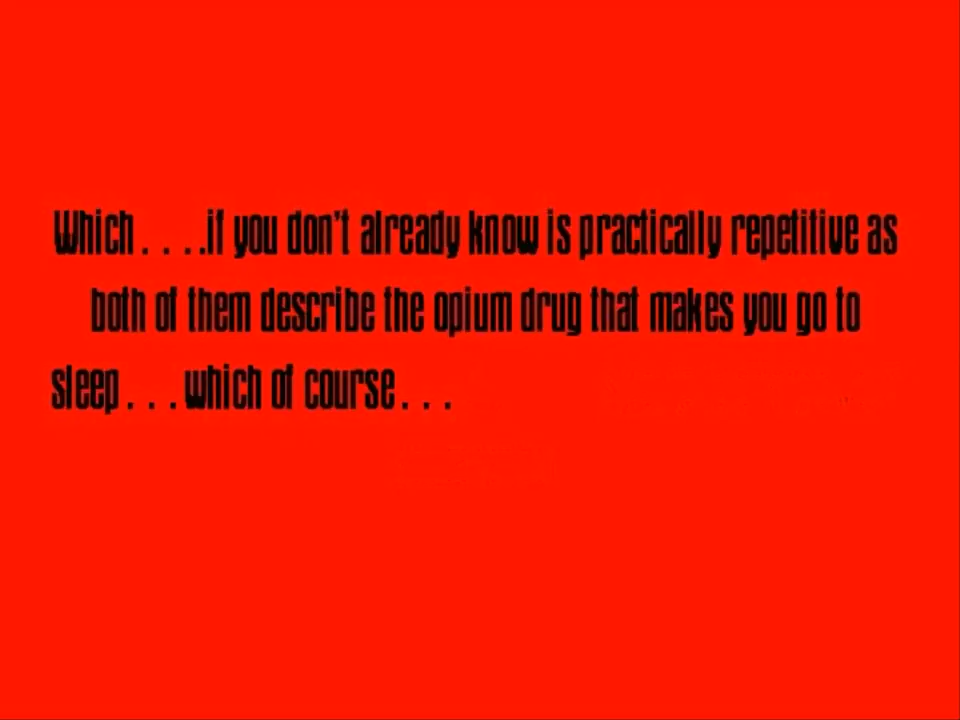 Which . . . .if you don't already know is practically repetitive as
both of them describe the opium drug that makes you go to
sleep . . . which of course . . .